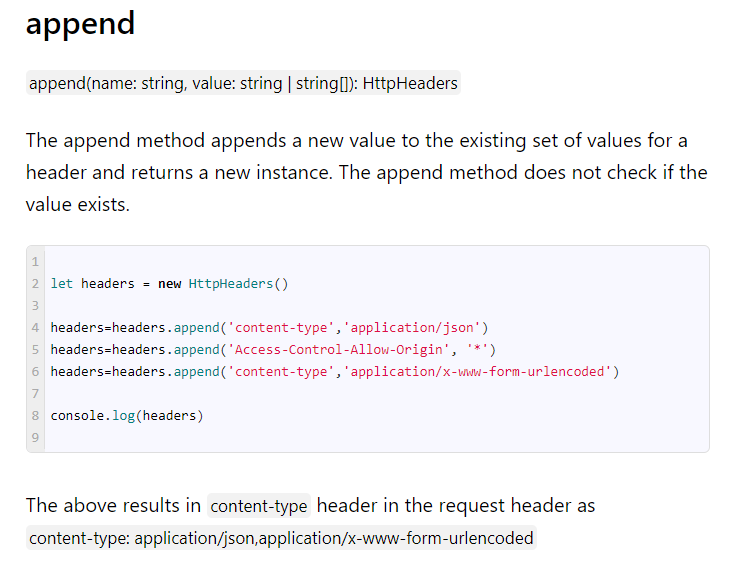 append
append(name: string, value: string | string[]): HttpHeaders
The append method appends a new value to the existing set of values for a
header and returns a new instance. The append method does not check if the
value exists.
1
2 let headers = new HttpHeaders()
3
4 headers=headers.append('content-type','application/json')
5 headers=headers.append('Access-Control-Allow-Origin', '*')
6 headers=headers.append('content-type','application/x-www-form-urlencoded')
7
8 console.log(headers)
9
The above results in content-type header in the request header as
content-type: application/json,application/x-www-form-urlencoded